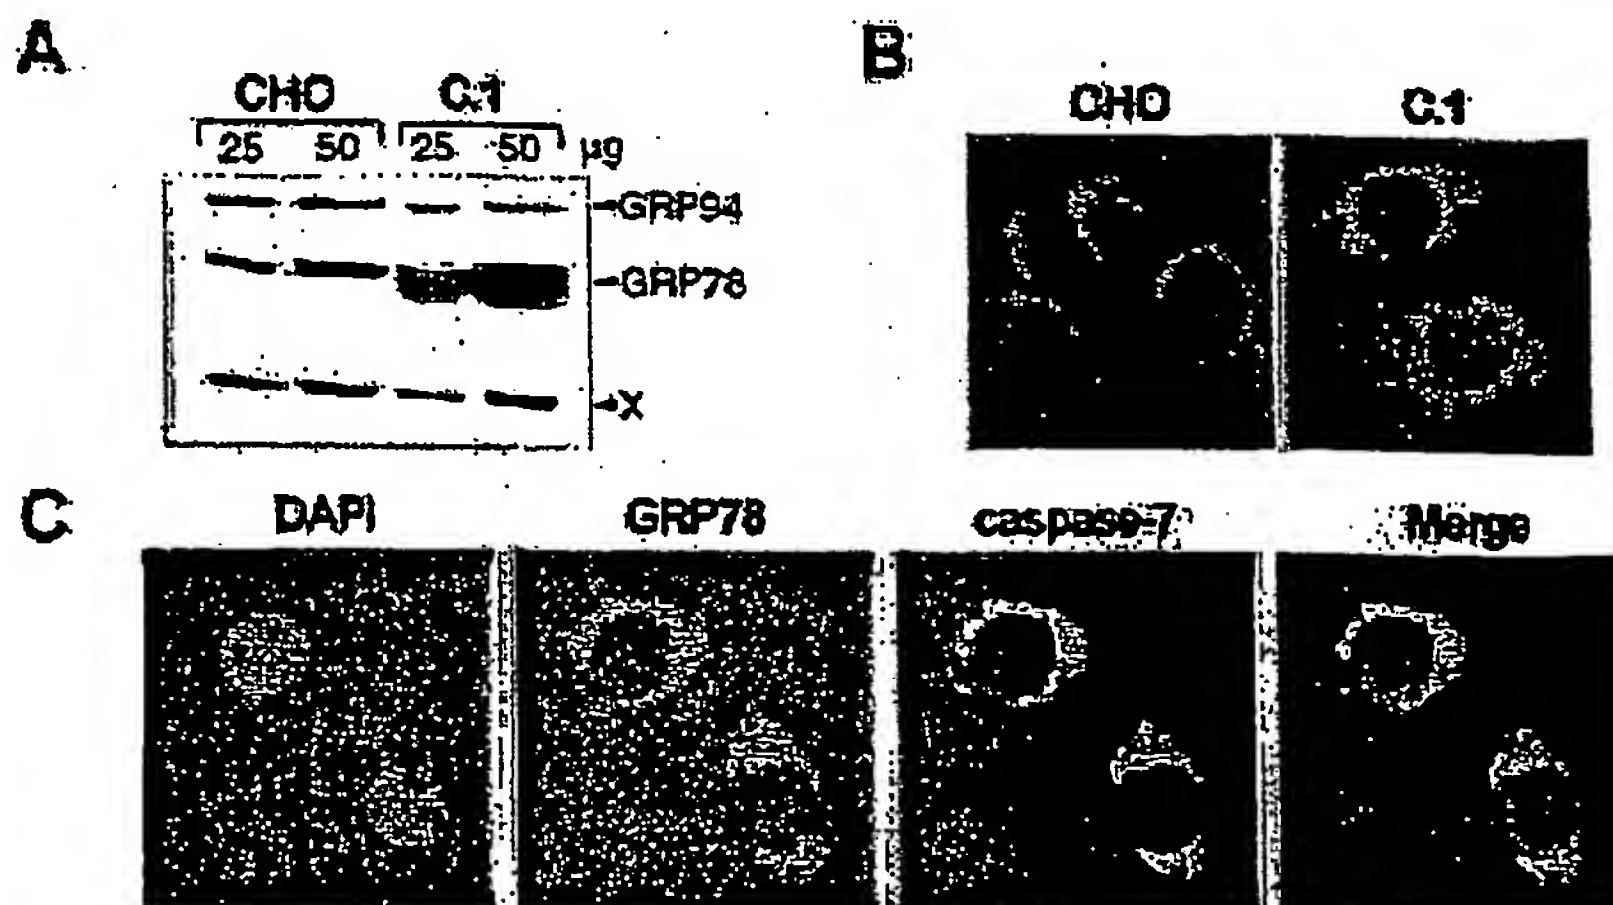 A
CHO C.1
25 50 25 50 µg
GRP94
GRP78
X
B
CHO C.1
C
DAPI GRP78 caspase-7 Merge